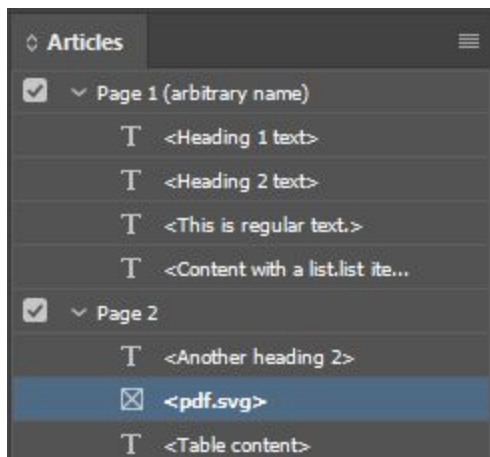 Articles
Page 1 (arbitrary name)
<Heading 1 text>
<Heading 2 text>
<This is regular text.>
<Content with a list.list ite...
Page 2
<Another heading 2>
<pdf.svg>
<Table content>